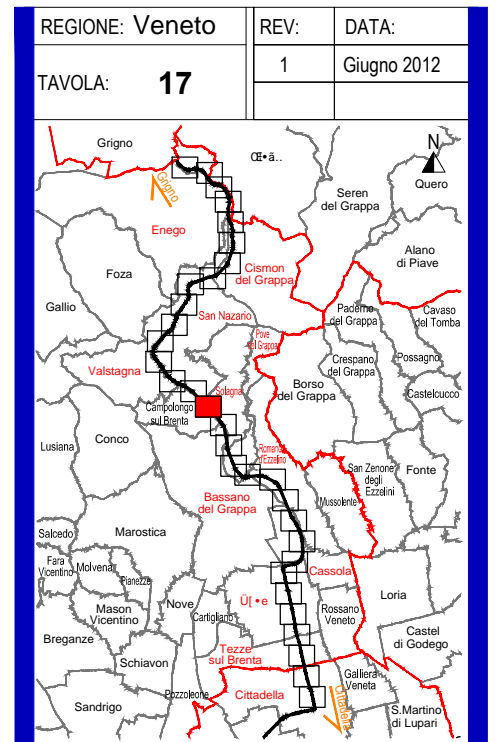 REGIONE: Veneto
REV:
DATA:
TAVOLA: 17
1
Giugno 2012
Grigno
Œ•ã..
N
Quero
Grigno
Seren
del Grappa
Enego
Alano
di Piave
Foza
Cismon
del Grappa
Gallio
San Nazario
Paderno
del Grappa
Cavaso
del Tomba
Pove
del Grappa
Crespano
del Grappa
Possagno
Valstagna
Solagna
Borso
del Grappa
Castelcucco
Campolongo
sul Brenta
Lusiana
Conco
Romano
d'Ezzelino
San Zenone
degli
Ezzelini
Fonte
Bassano
del Grappa
Mussolente
Salcedo
Marostica
Fara
Vicentino
Molvena
Pianezze
Cassola
Loria
Mason
Vicentino
Nove
Cartigliano
Ü[ •e
Rossano
Veneto
Breganze
Castel
di Godego
Schiavon
Tezze
sul Brenta
Galliera
Veneta
Pozzoleone
Cittadella
Cittadella
Sandrigo
S.Martino
di Lupari